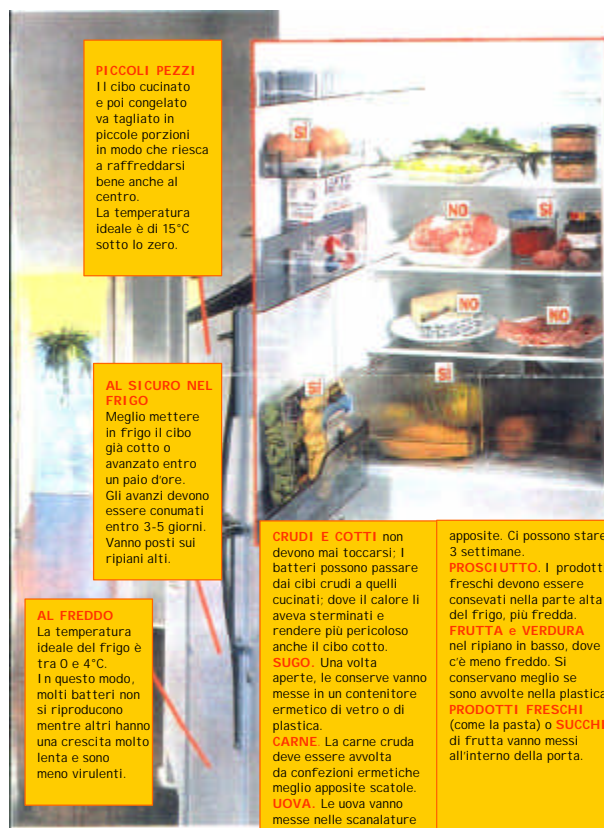 PICCOLI PEZZI
Il cibo cucinato
e poi congelato
va tagliato in
piccole porzioni
in modo che riesca
a raffreddarsi
bene anche al
centro.
La temperatura
ideale è di 15°C
sotto lo zero.
SÌ
NO
SÌ
NO
NO
SÌ
SÌ
AL SICURO NEL
FRIGO
Meglio mettere
in frigo il cibo
già cotto o
avanzato entro
un paio d'ore.
Gli avanzi devono
essere conumati
entro 3-5 giorni.
Vanno posti sui
ripiani alti.
AL FREDDO
La temperatura
ideale del frigo è
tra 0 e 4°C.
In questo modo,
molti batteri non
si riproducono
mentre altri hanno
una crescita molto
lenta e sono
meno virulenti.
CRUDI E COTTI non
devono mai toccarsi; I
batteri possono passare
dai cibi crudi a quelli
cucinati; dove il calore li
aveva sterminati e
rendere più pericoloso
anche il cibo cotto.
SUGO. Una volta
aperte, le conserve vanno
messe in un contenitore
ermetico di vetro o di
plastica.
CARNE. La carne cruda
deve essere avvolta
da confezioni ermetiche
meglio apposite scatole.
UOVA. Le uova vanno
messe nelle scanalature
apposite. Ci possono stare
3 settimane.
PROSCIUTTO. I prodotti
freschi devono essere
consevati nella parte alta
del frigo, più fredda.
FRUTTA e VERDURA
nel ripiano in basso, dove
c'è meno freddo. Si
conservano meglio se
sono avvolte nella plastica
PRODOTTI FRESCHI
(come la pasta) o SUCCHI
di frutta vanno messi
all'interno della porta.